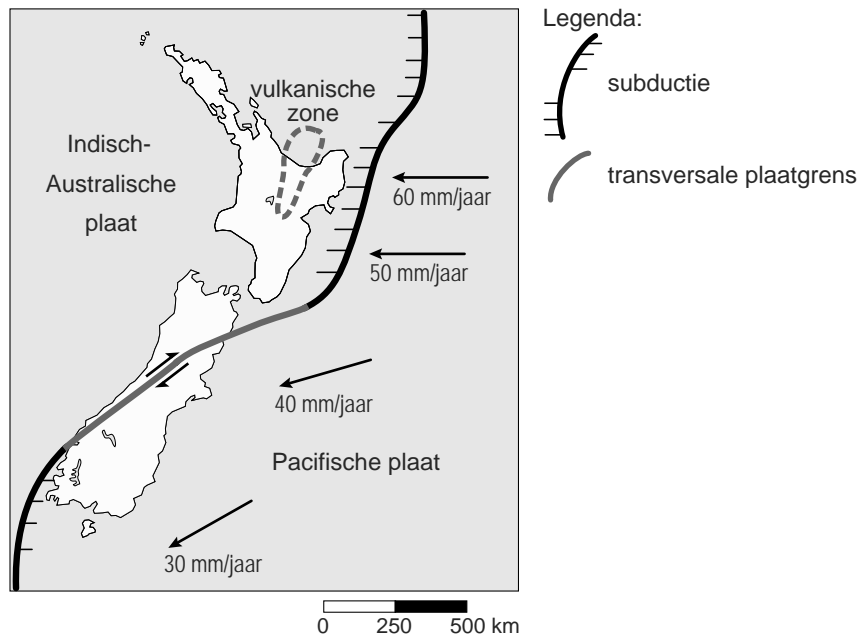 Legenda:
subductie
transversale plaatgrens
vulkanische
zone
Indisch-
Australische
plaat
60 mm/jaar
50 mm/jaar
40 mm/jaar
Pacifische plaat
30 mm/jaar
0 250 500 km